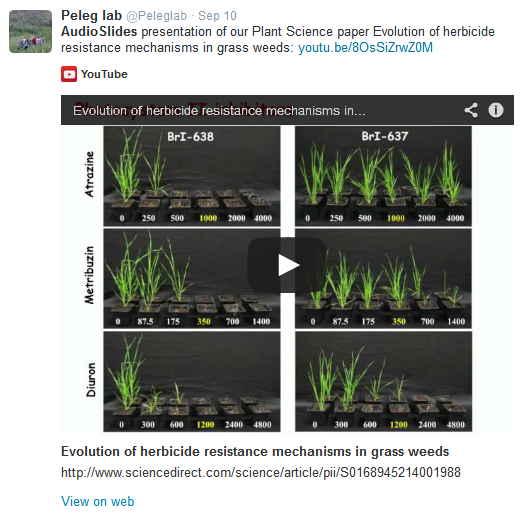 Peleg lab @Peleglab · Sep 10
AudioSlides presentation of our Plant Science paper Evolution of herbicide
resistance mechanisms in grass weeds: youtu.be/8OsSiZrwZ0M
YouTube
Evolution of herbicide resistance mechanisms in...
BrI-638 BrI-637
Atrazine
0 250 500 1000 2000 4000 0 250 500 1000 2000 4000
Metribuzin
0 87.5 175 350 700 1400 0 87.5 175 350 700 1400
Diuron
0 300 600 1200 2400 4800 0 300 600 1200 2400 4800
Evolution of herbicide resistance mechanisms in grass weeds
http://www.sciencedirect.com/science/article/pii/S0168945214001988
View on web